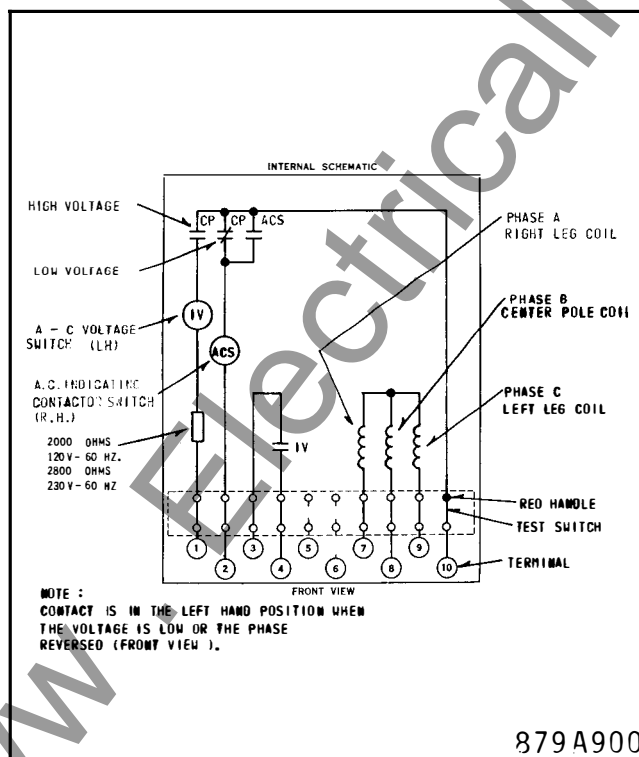 INTERNAL SCHEMATIC
HIGH VOLTAGE
CP
CP
ACS
LOW VOLTAGE
PHASE A
RIGHT LEG COIL
A - C VOLTAGE
SWITCH (LH)
IV
ACS
PHASE B
CENTER POLE COIL
A.C. INDICATING
CONTACTOR SWITCH
(R.H.)
PHASE C
LEFT LEG COIL
2000 OHMS
120V- 60 HZ.
2800 OHMS
230V- 60 HZ
IV
RED HANDLE
TEST SWITCH
1
2
3
4
5
6
7
8
9
10
TERMINAL
FRONT VIEW
NOTE :
CONTACT IS IN THE LEFT HAND POSITION WHEN
THE VOLTAGE IS LOW OR THE PHASE
REVERSED (FRONT VIEW ).
879A900
w . Electrical